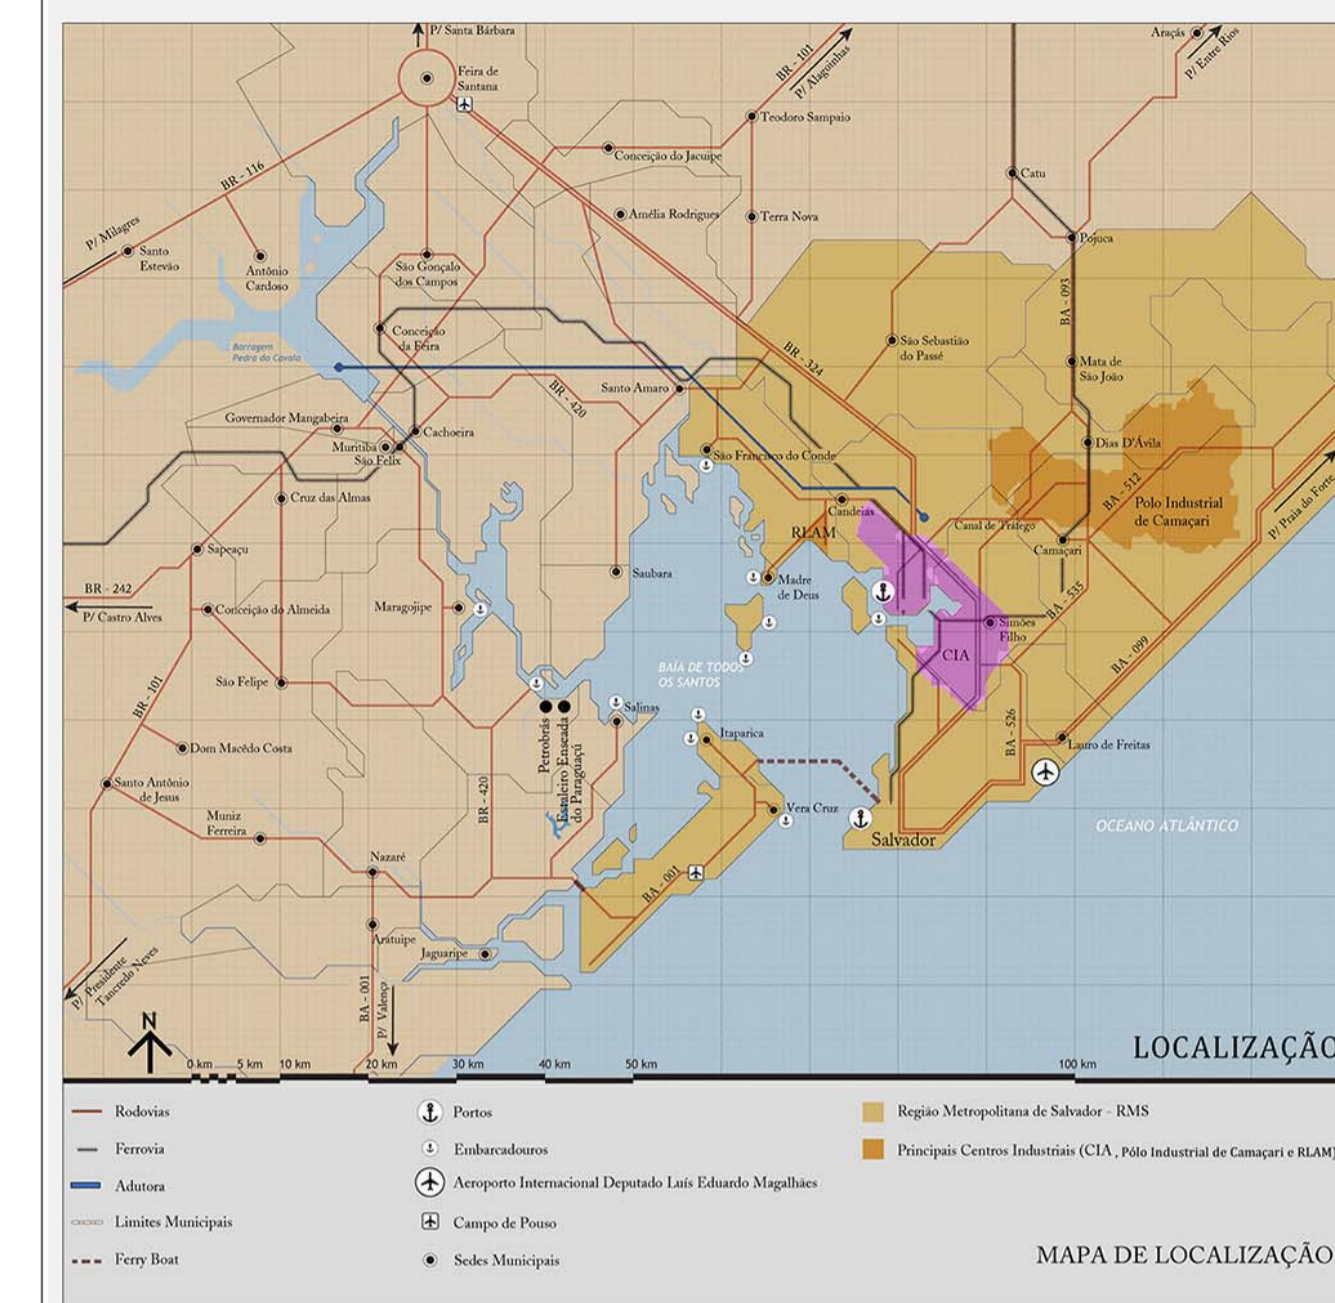 P/ Santa Bárbara
Araçás
P/ Entre Rios
BR - 101
P/ Alagoinhas
Feira de
Santana
Teodoro Sampaio
Conceição do Jacuipe
Catu
BR - 116
Amélia Rodrigues
Terra Nova
P/ Milagres
Santo
Estevão
Antônio
Cardoso
São Gonçalo
dos Campos
Pojuca
BA - 093
Conceição
da Feira
Barragem
Pedra do Cavalo
BR - 324
São Sebastião
do Passé
Mata de
São João
Santo Amaro
BR - 420
Governador Mangabeira
Cachoeira
Muritiba
São Felix
São Francisco do Conde
Dias D'Ávila
Cruz das Almas
Candeias
BA - 512
Polo Industrial
de Camaçari
P/ Praia do Forte
RLAM
Canal de Tráfego
Sapeaçu
Camaçari
Saubara
Madre
de Deus
BR - 242
P/ Castro Alves
Conceição do Almeida
Maragojipe
BA - 535
Simões
Filho
CIA
BAÍA DE TODOS
OS SANTOS
BA - 099
São Felipe
BR - 101
Salinas
Petrobrás
Estaleiro Enseada
do Paraguaçú
Itaparica
BA - 526
Dom Macêdo Costa
Lauro de Freitas
Santo Antônio
de Jesus
BR - 420
Vera Cruz
Muniz
Ferreira
Salvador
OCEANO ATLÂNTICO
Nazaré
BA - 001
Aratuipe
Jaguaripe
P/ Presidente
Tancredo Neves
BA - 001
P/ Valença
N
LOCALIZAÇÃO
0 km 5 km 10 km 20 km 30 km 40 km 50 km 100 km
Rodovias
Ferrovia
Adutora
Limites Municipais
Ferry Boat
Portos
Embarcadouros
Aeroporto Internacional Deputado Luís Eduardo Magalhães
Campo de Pouso
Sedes Municipais
Região Metropolitana de Salvador - RMS
Principais Centros Industriais (CIA , Pólo Industrial de Camaçari e RLAM)
MAPA DE LOCALIZAÇÃO